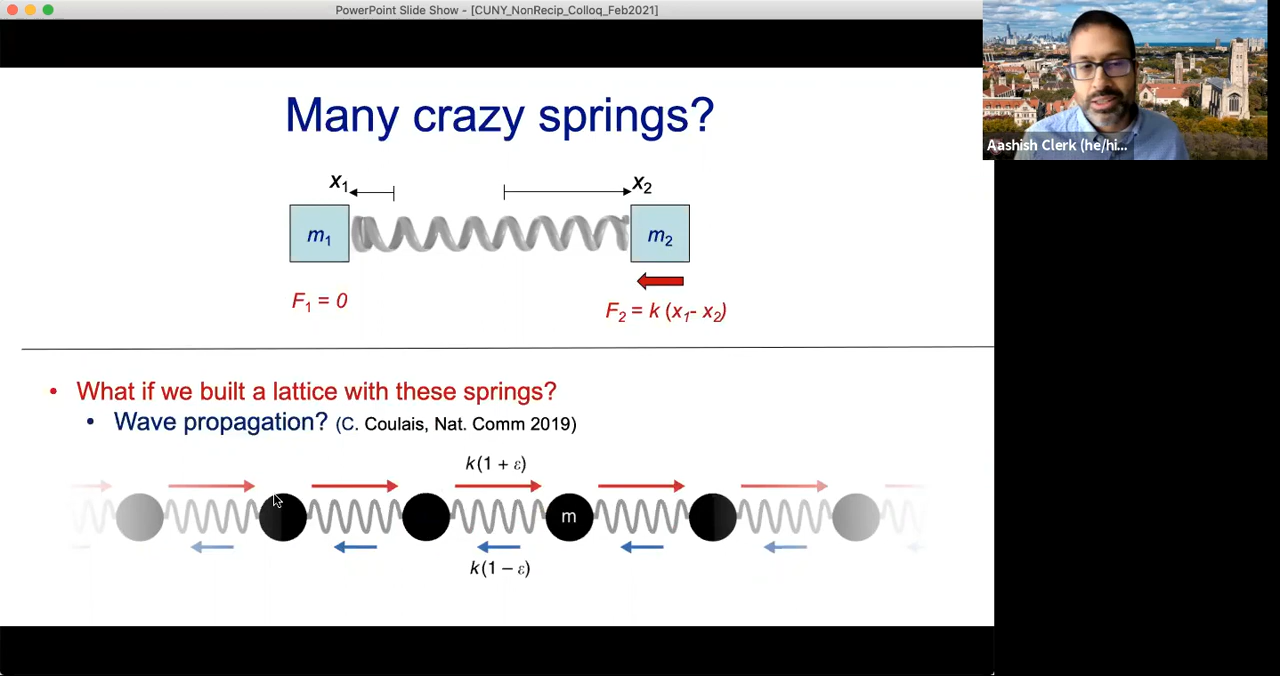 PowerPoint Slide Show - [CUNY_NonRecip_Colloq_Feb2021]
Many crazy springs?
x1
x2
m1
m2
F1 = 0
F2 = k (x1- x2)
Aashish Clerk (he/hi...
• What if we built a lattice with these springs?
• Wave propagation? (C. Coulais, Nat. Comm 2019)
k(1 + ε)
m
k(1 − ε)